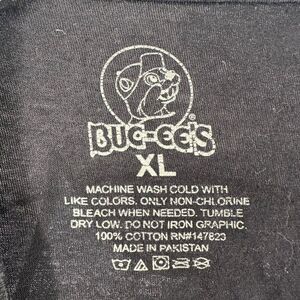 BUC-EE'S
XL
MACHINE WASH COLD WITH
LIKE COLORS. ONLY NON-CHLORINE
BLEACH WHEN NEEDED. TUMBLE
DRY LOW. DO NOT IRON GRAPHIC.
100% COTTON RN#147823
MADE IN PAKISTAN